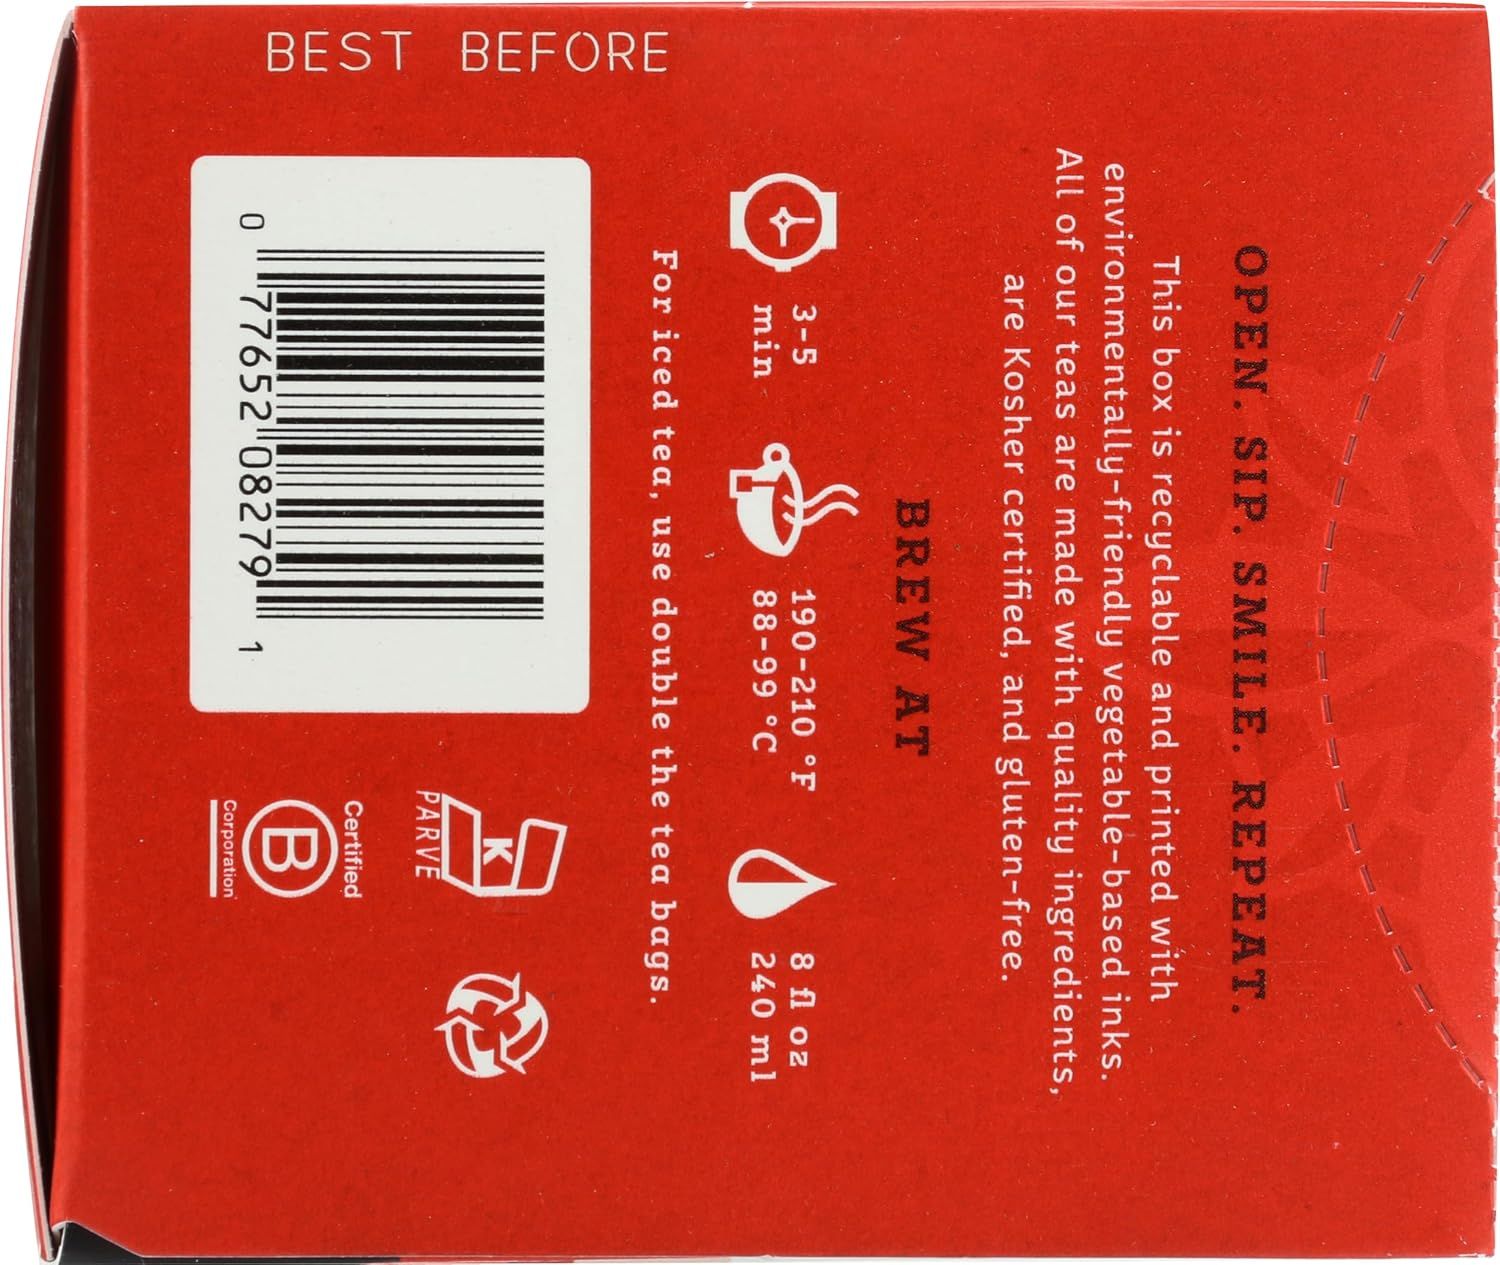 OPEN. SIP. SMILE. REPEAT.
This box is recyclable and printed with
environmentally-friendly vegetable-based inks.
All of our teas are made with quality ingredients,
are Kosher certified, and gluten-free.
BREW AT
3-5
min
190-210 °F
88-99 °C
8 fl oz
240 ml
For iced tea, use double the tea bags.
0 77652 08279 1
K
PARVE
Certified
B
Corporation
BEST BEFORE